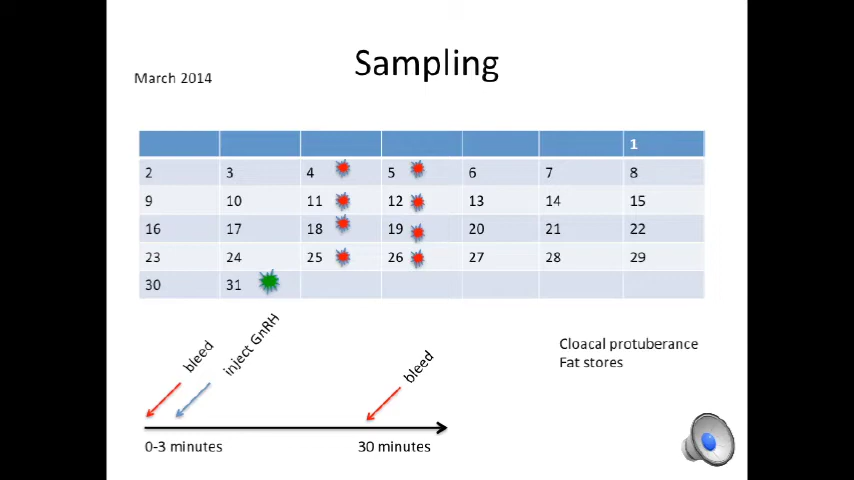 Sampling
March 2014
1
2 3 4 5 6 7 8
9 10 11 12 13 14 15
16 17 18 19 20 21 22
23 24 25 26 27 28 29
30 31
bleed
inject GnRH
bleed
Cloacal protuberance
Fat stores
0-3 minutes
30 minutes